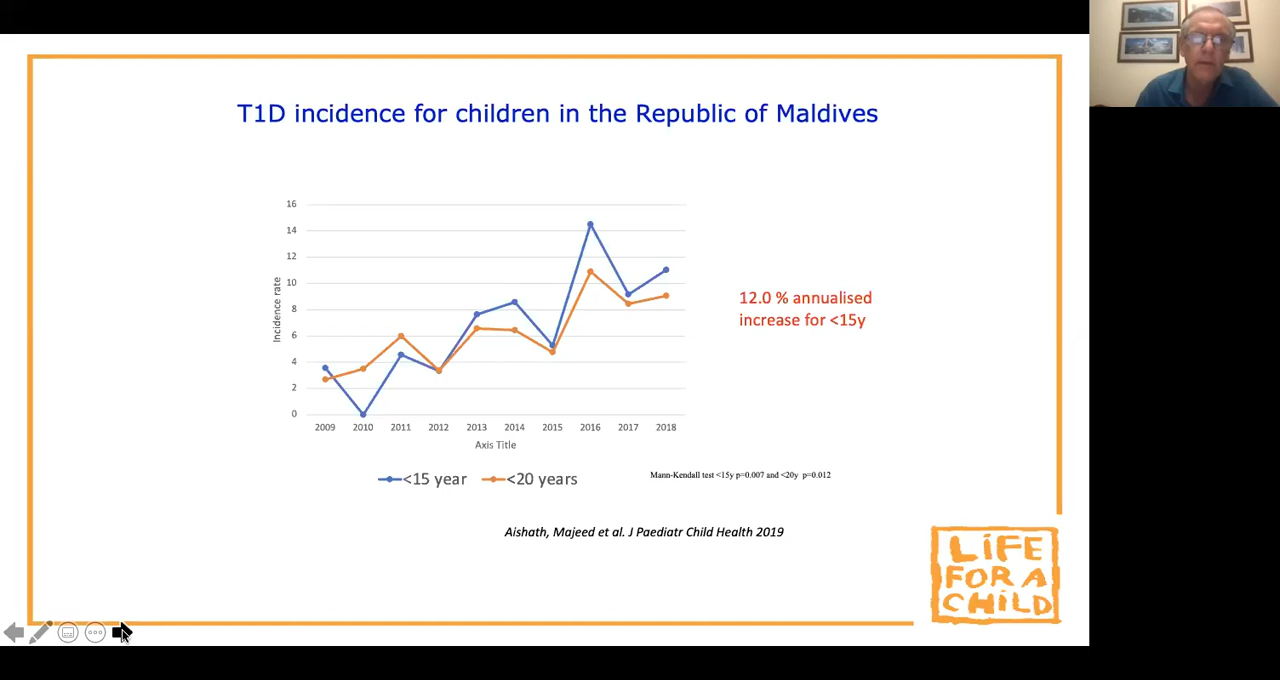 T1D incidence for children in the Republic of Maldives
16
14
12
10
8
6
4
2
0
Incidence rate
2009 2010 2011 2012 2013 2014 2015 2016 2017 2018
Axis Title
<15 year <20 years
12.0 % annualised
increase for <15y
Mann-Kendall test <15y p=0.007 and <20y p=0.012
Aishath, Majeed et al. J Paediatr Child Health 2019
LiFE
FOR A
CHiLD